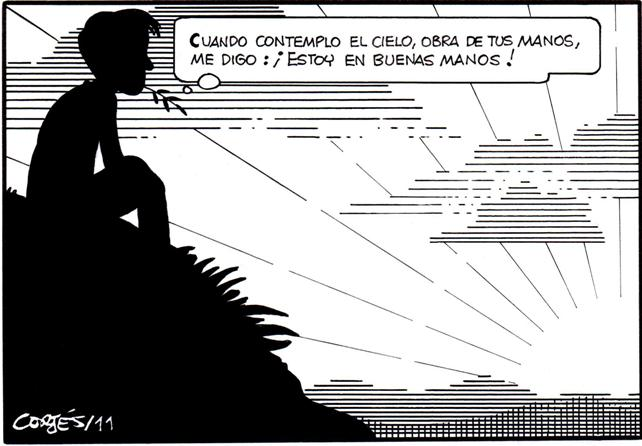 CUANDO CONTEMPLO EL CIELO, OBRA DE TUS MANOS,
ME DIGO: ¡ESTOY EN BUENAS MANOS!
CORTÉS/11